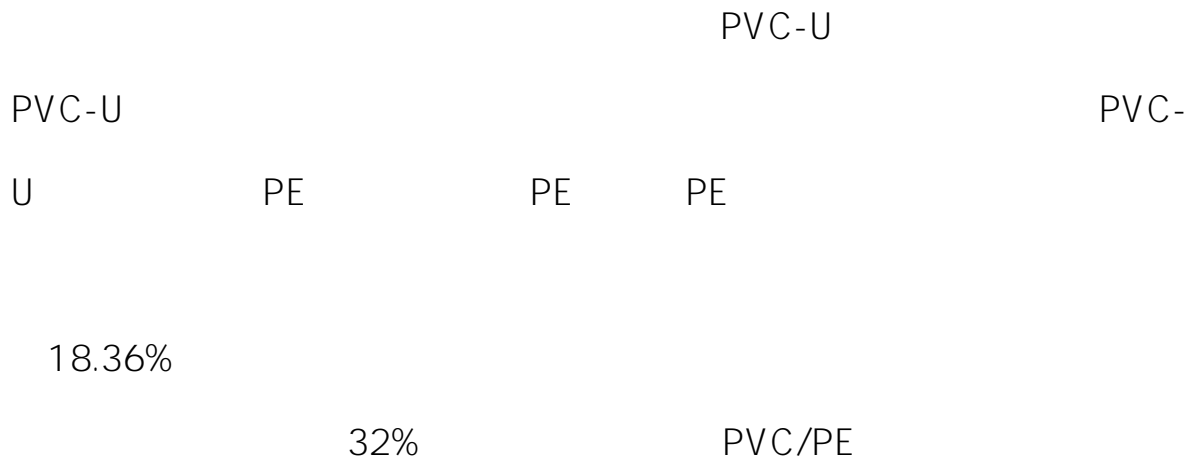 PVC-U
PVC-U PVC-
U PE PE PE
18.36%
32% PVC/PE